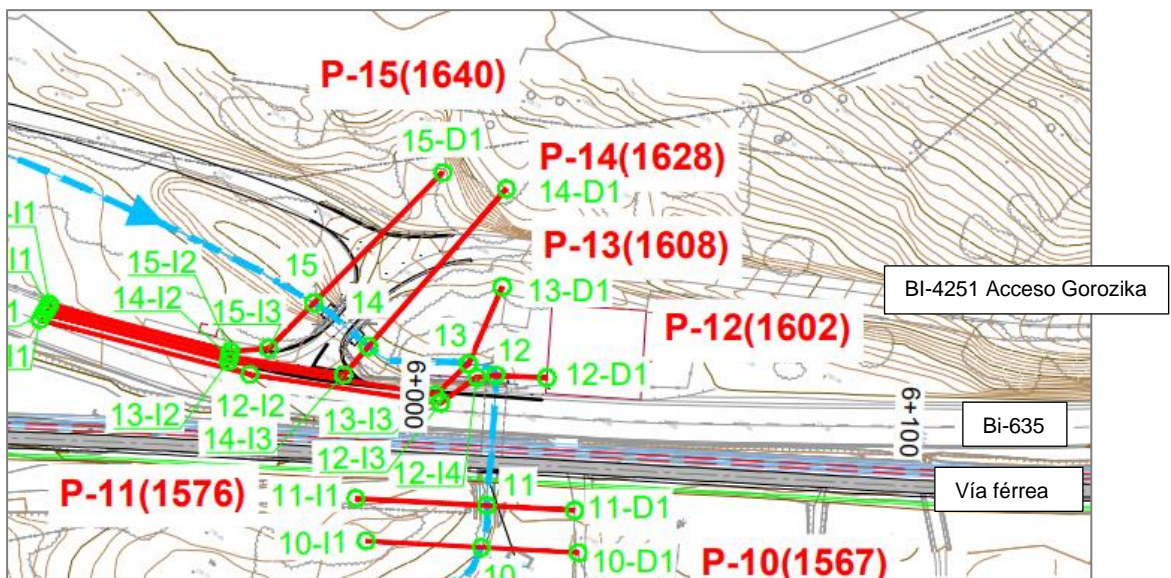 P-15(1640)
15-D1
P-14(1628)
14-D1
P-13(1608)
13-D1
BI-4251 Acceso Gorozika
-I1
15-I2
15
14
I1
14-I2
15-I3
1
P-12(1602)
13
12
I1
12-D1
13-I2
12-I2
6+000
6+100
14-I3
13-I3
Bi-635
12-I3
12-I4
P-11(1576)
11-I1
11
11-D1
Vía férrea
10-I1
10
10-D1
P-10(1567)